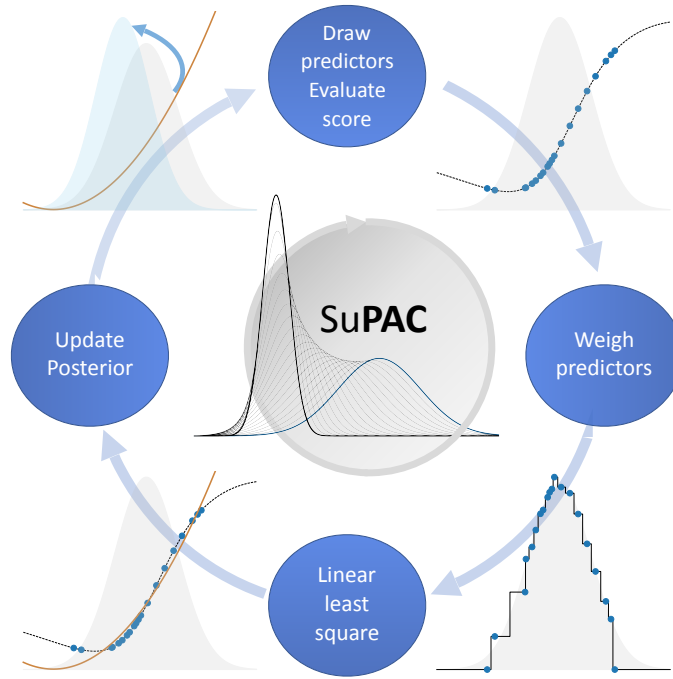 Draw
predictors
Evaluate
score
SuPAC
Update
Posterior
Weigh
predictors
Linear
least
square